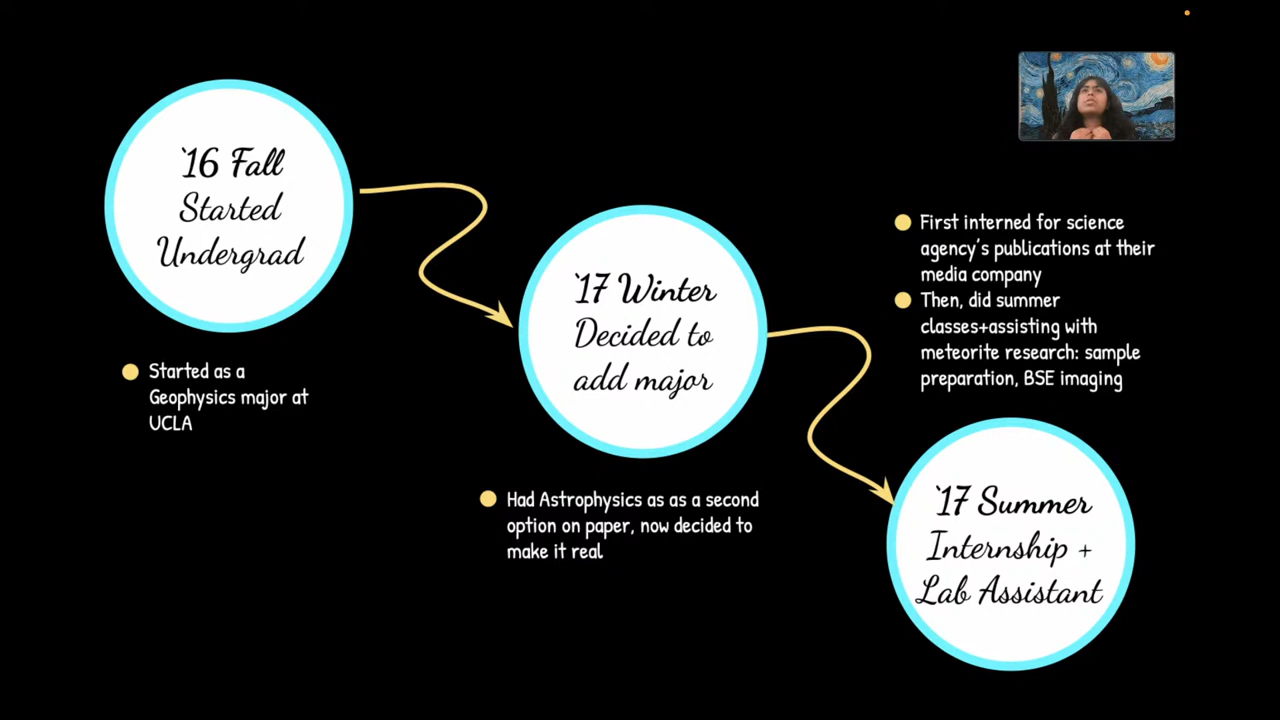 `16 Fall
Started
Undergrad
Started as a
Geophysics major at
UCLA
`17 Winter
Decided to
add major
Had Astrophysics as as a second
option on paper, now decided to
make it real
First interned for science
agency's publications at their
media company
Then, did summer
classes+assisting with
meteorite research: sample
preparation, BSE imaging
`17 Summer
Internship +
Lab Assistant